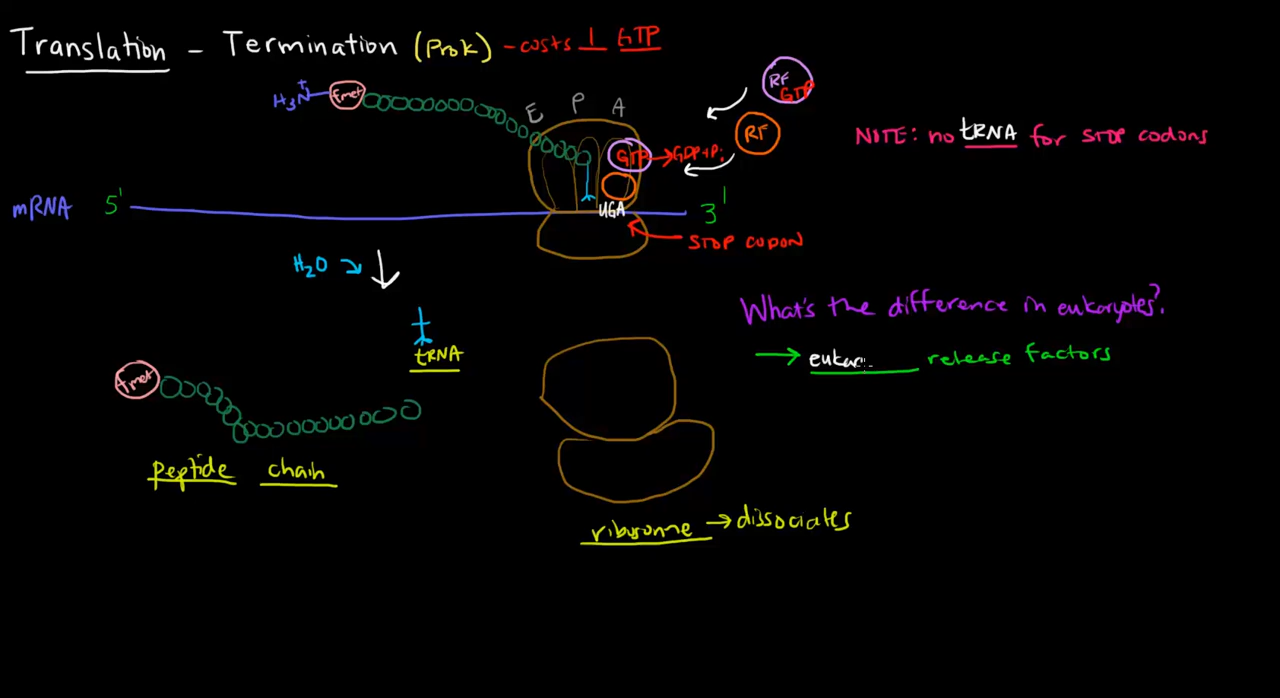 Translation - Termination (Prok) - costs 1 GTP
H3N+ fmet
E P A
RF GTP
RF
GTP → GDP + Pi
NOTE: no tRNA for STOP codons
mRNA 5' 3'
UGA
STOP CODON
H2O
What's the difference in eukaryotes?
→ eukar release factors
tRNA
fmet
peptide chain
ribosome → dissociates